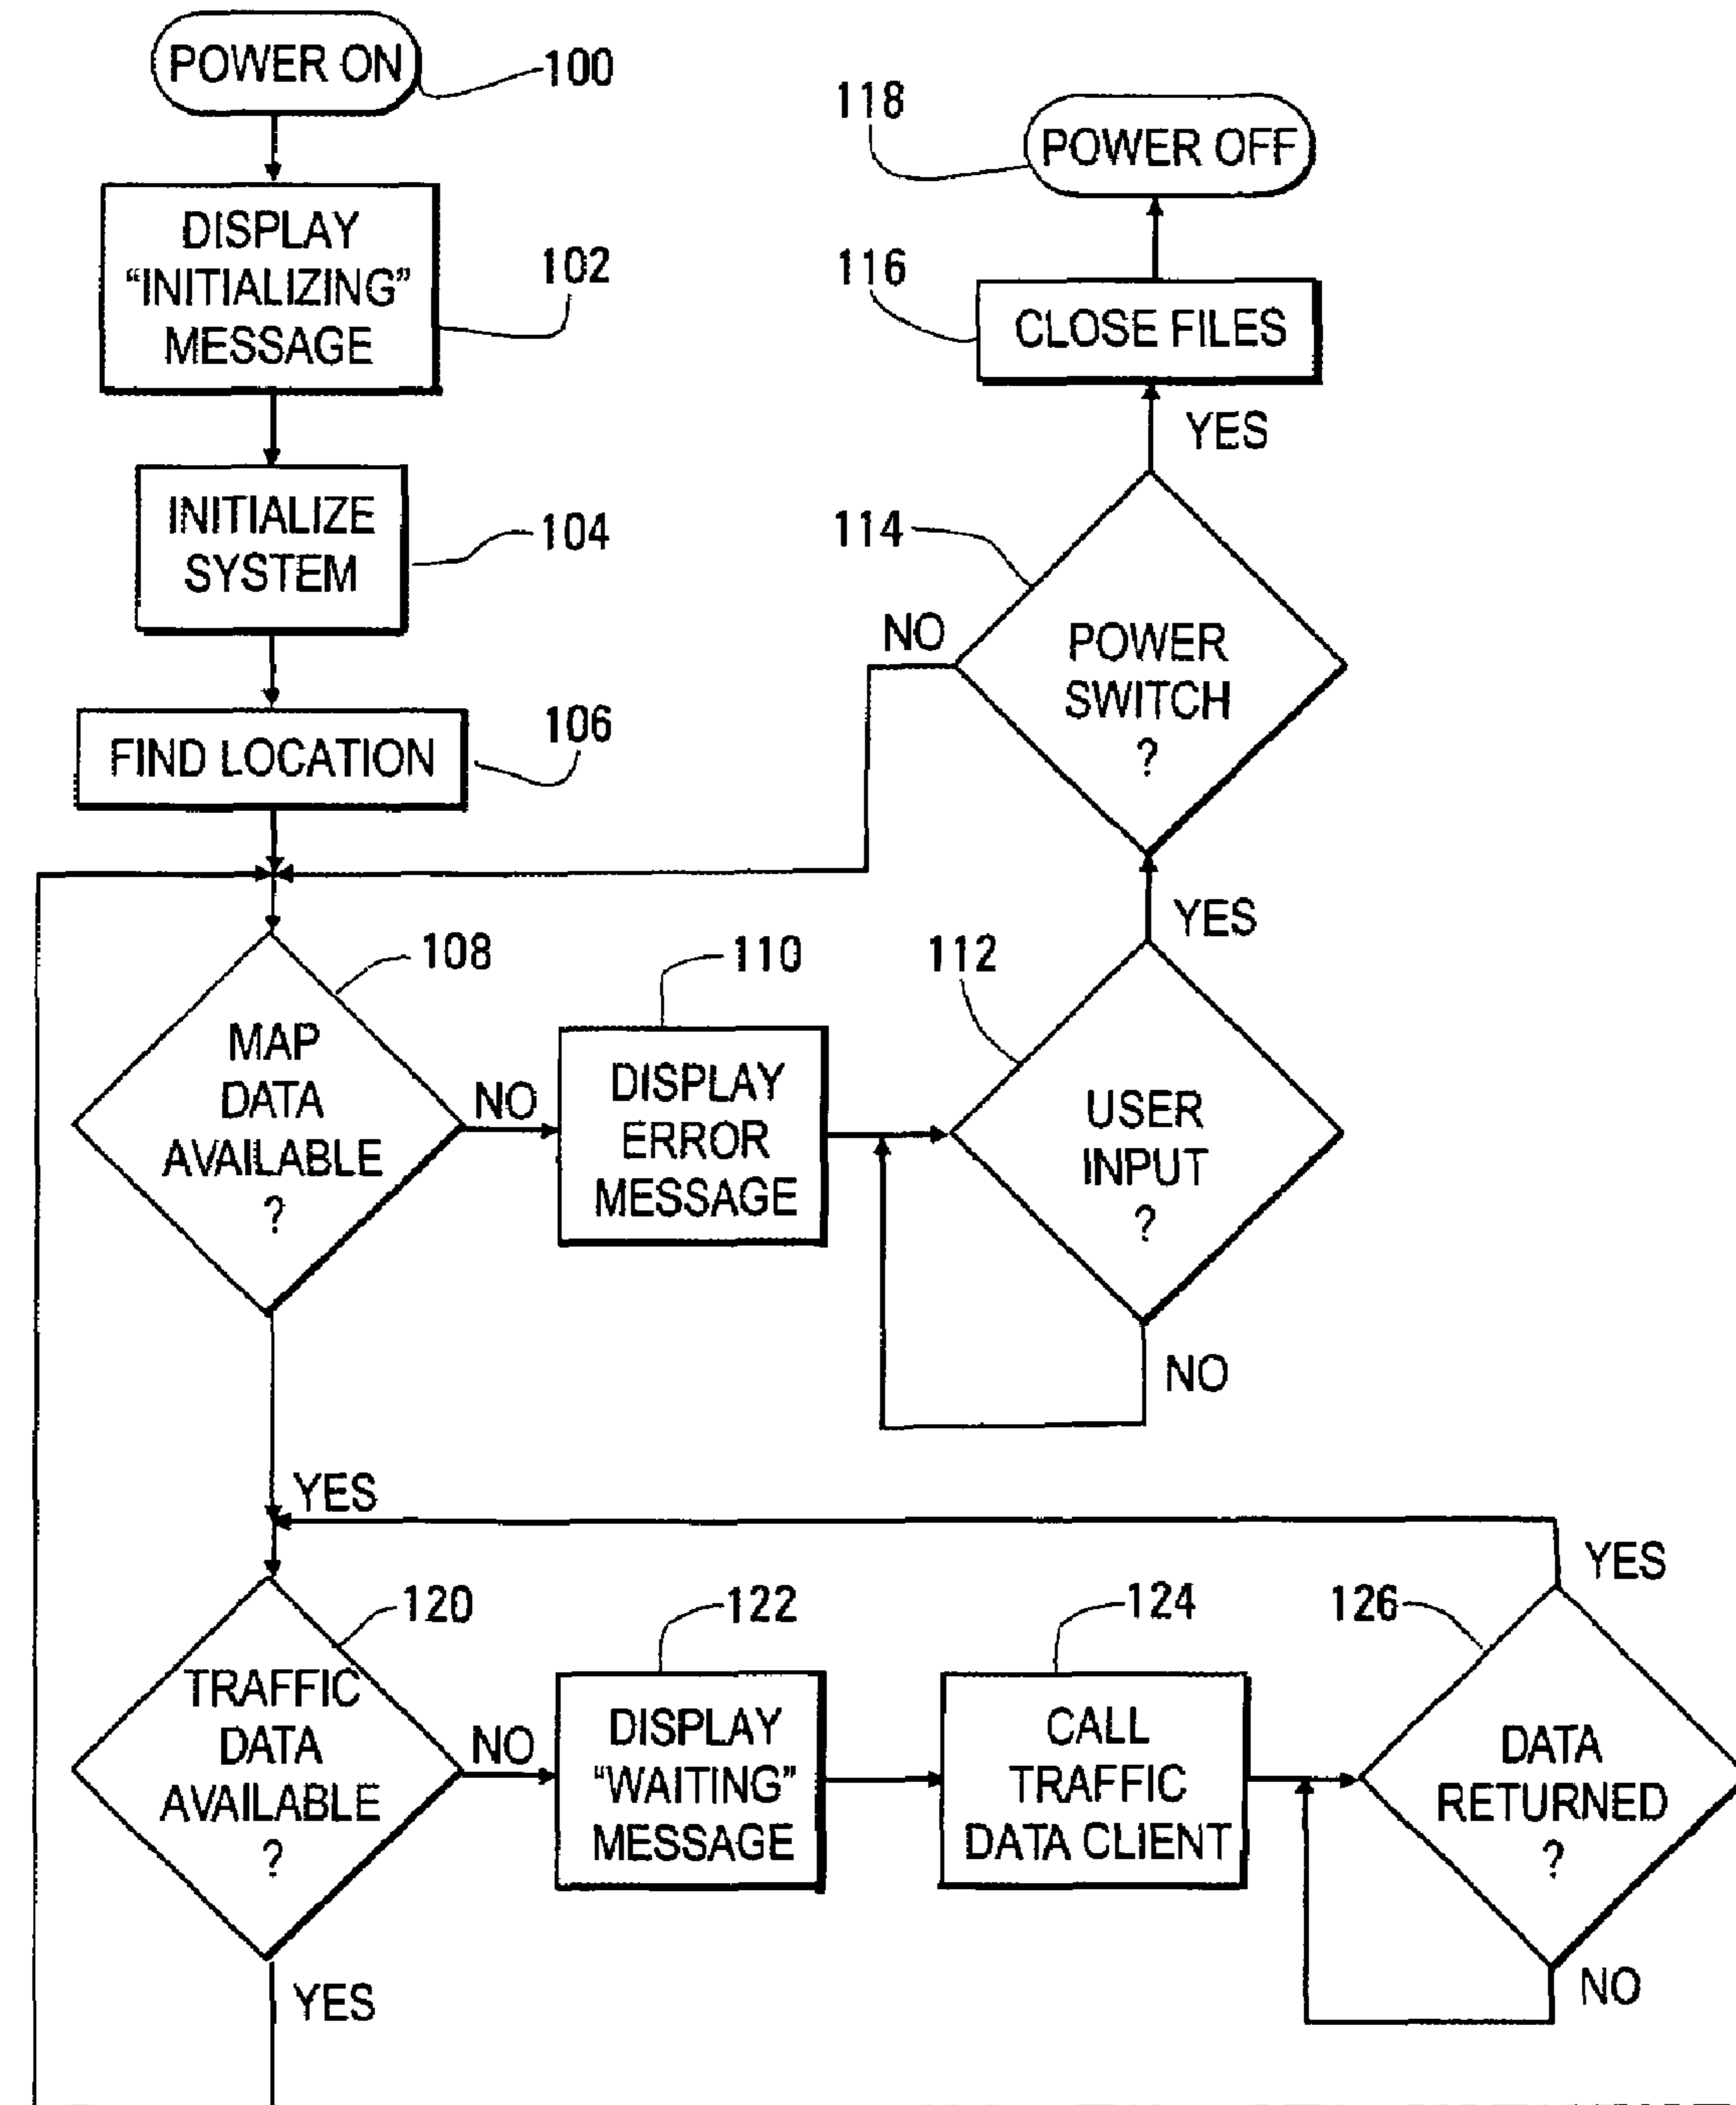 POWER ON
100
DISPLAY
"INITIALIZING"
MESSAGE
102
INITIALIZE
SYSTEM
104
FIND LOCATION
106
118
POWER OFF
116
CLOSE FILES
YES
114
POWER
SWITCH
?
NO
YES
108
MAP
DATA
AVAILABLE
?
NO
110
DISPLAY
ERROR
MESSAGE
112
USER
INPUT
?
NO
YES
120
TRAFFIC
DATA
AVAILABLE
?
NO
122
DISPLAY
"WAITING"
MESSAGE
124
CALL
TRAFFIC
DATA CLIENT
126
DATA
RETURNED
?
YES
NO
YES